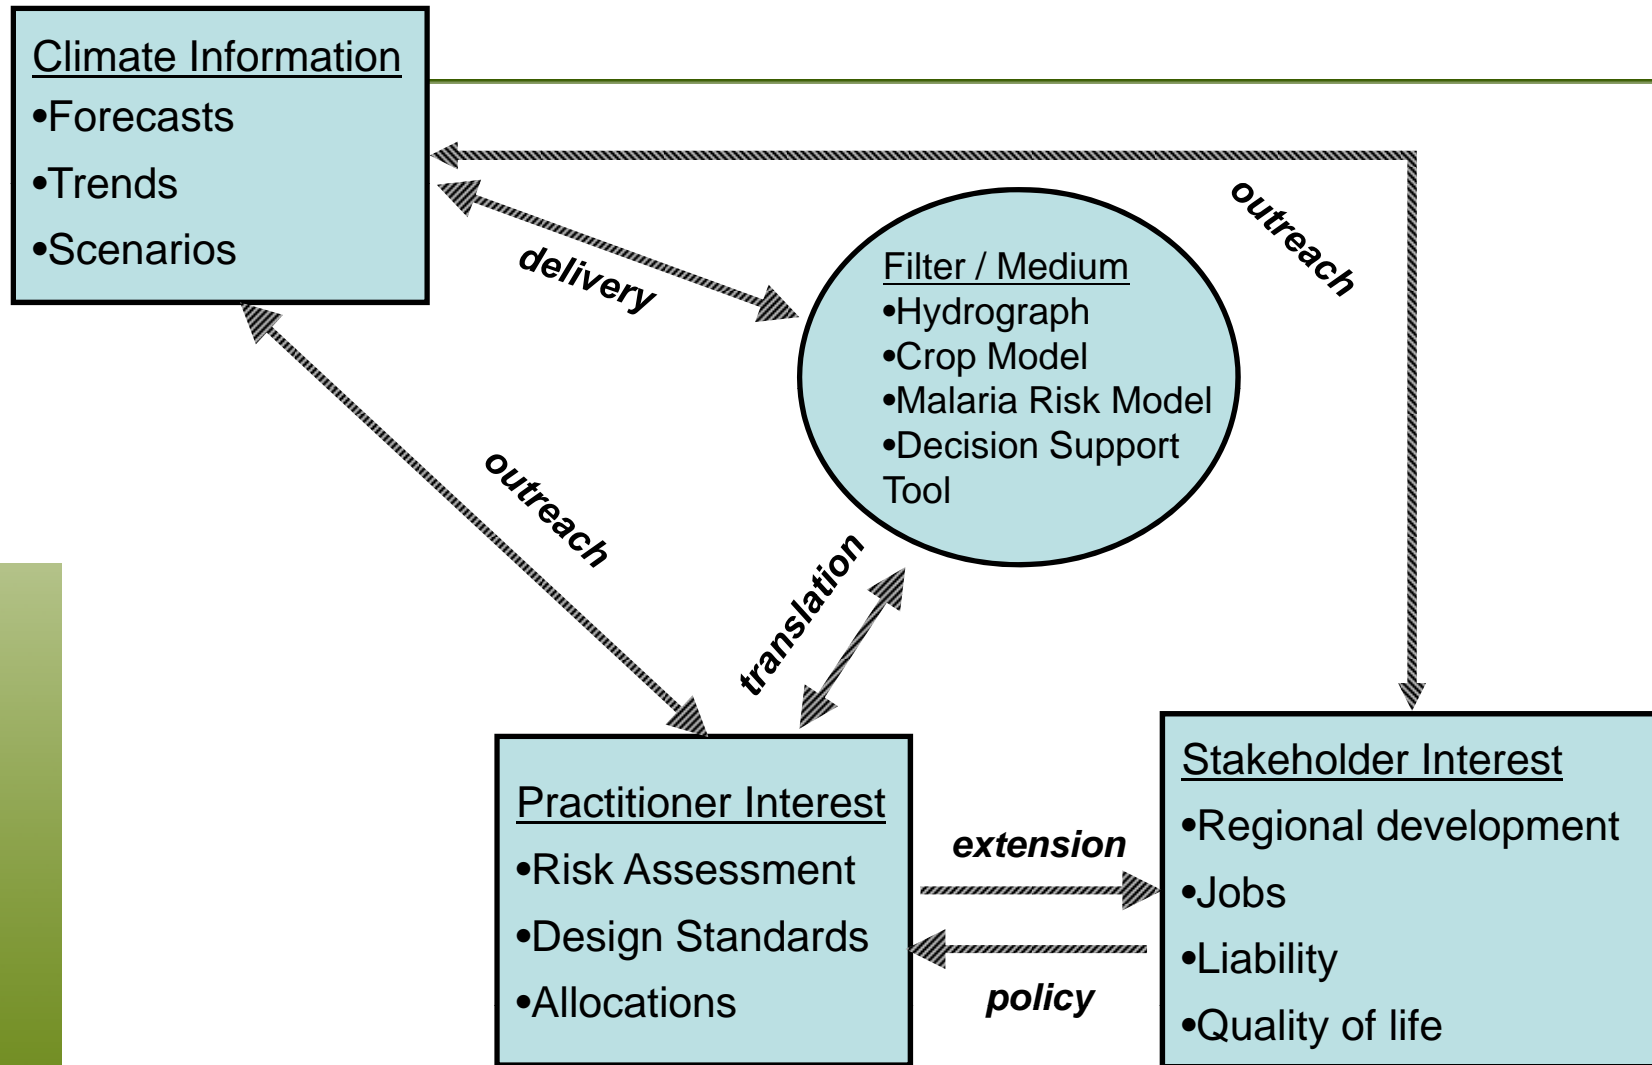 Climate Information
•Forecasts
•Trends
•Scenarios
delivery
outreach
Filter / Medium
•Hydrograph
•Crop Model
•Malaria Risk Model
•Decision Support
Tool
outreach
translation
Practitioner Interest
•Risk Assessment
•Design Standards
•Allocations
extension
policy
Stakeholder Interest
•Regional development
•Jobs
•Liability
•Quality of life